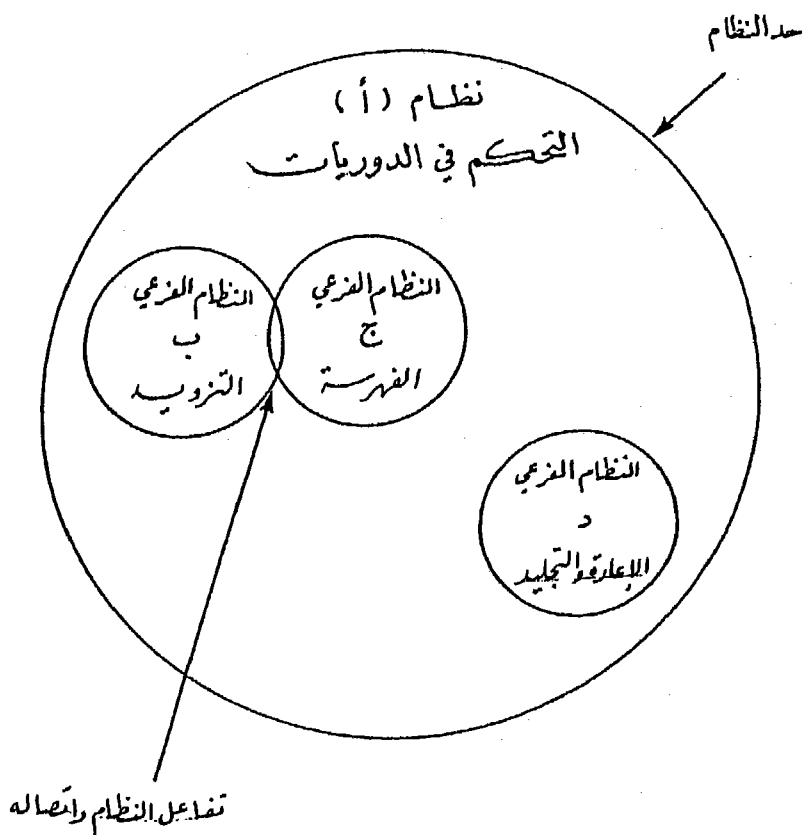 حد النظام
نظام (أ)
التحكم في الدوريات
النظام الفرعي
ج
الفهرسة
النظام الفرعي
ب
التزويد
النظام الفرعي
د
الإعارة والتجليد
تفاعل النظام واتصاله